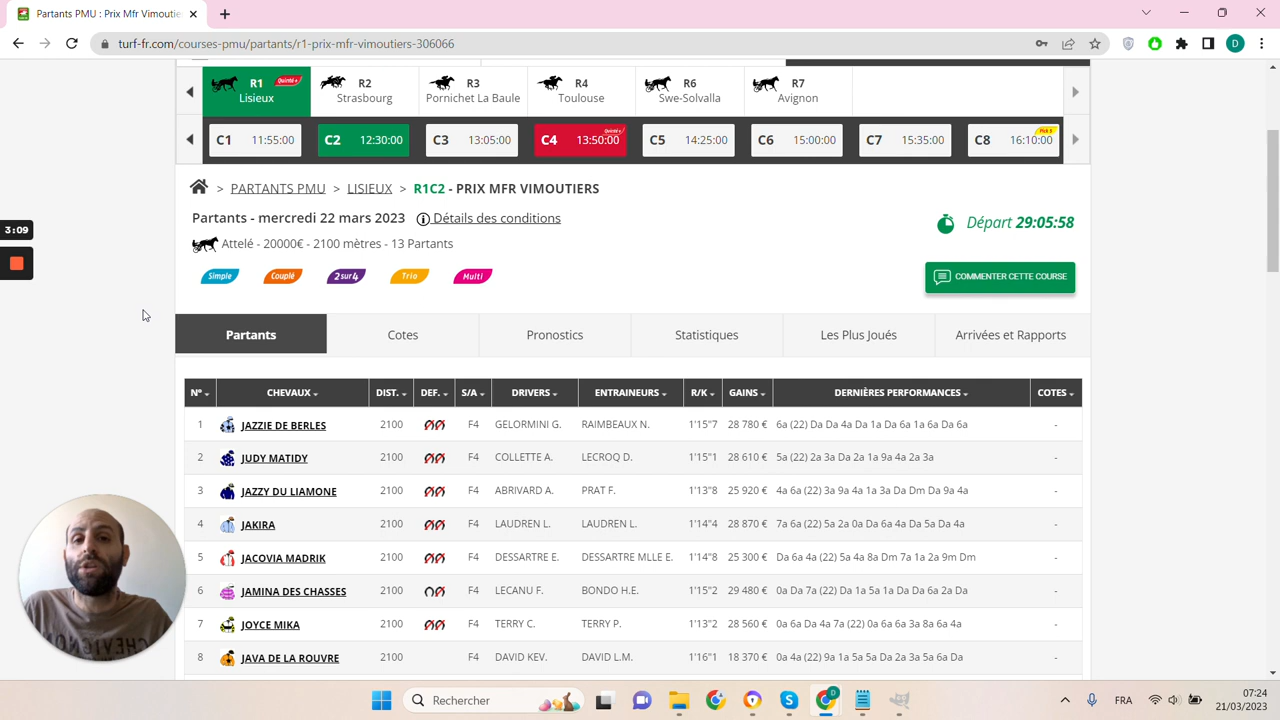 Partants PMU Prix MFR Vimoutiers
turf-fr.com/courses-pmu/partants/r1-prix-mfr-vimoutiers-306066
D
R1 Quinté+ R2 R3 R4 R6 R7
Lisieux Strasbourg Pornichet La Baule Toulouse Swe-Solvalla Avignon
C1 11:55:00 C2 12:30:00 C3 13:05:00 C4 13:50:00 Quinté+ C5 14:25:00 C6 15:00:00 C7 15:35:00 C8 16:10:00 Pick 5
> PARTANTS PMU > LISIEUX > R1C2 - PRIX MFR VIMOUTIERS
Partants - mercredi 22 mars 2023 Détails des conditions
Départ 29:05:58
3:09
Attelé - 20000€ - 2100 mètres - 13 Partants
Simple Couplé 2sur4 Trio Multi
COMMENTER CETTE COURSE
Partants Cotes Pronostics Statistiques Les Plus Joués Arrivées et Rapports
N° CHEVAUX DIST. DEF. S/A DRIVERS ENTRAINEURS R/K GAINS DERNIÈRES PERFORMANCES COTES
1 JAZZIE DE BERLES 2100 F4 GELORMINI G. RAIMBEAUX N. 1'15"7 28 780 € 6a (22) Da Da 4a Da 1a Da 6a 1a 6a Da 6a -
2 JUDY MATIDY 2100 F4 COLLETTE A. LECROQ D. 1'15"1 28 610 € 5a (22) 2a 3a Da 2a 1a 9a 4a 2a 3a -
3 JAZZY DU LIAMONE 2100 F4 ABRIVARD A. PRAT F. 1'13"8 25 920 € 4a 6a (22) 3a 9a 4a 1a 3a Da Dm Da 9a 4a -
4 JAKIRA 2100 F4 LAUDREN L. LAUDREN L. 1'14"4 28 870 € 7a 6a (22) 5a 2a 0a Da 6a 4a Da 5a Da 4a -
5 JACOVIA MADRIK 2100 F4 DESSARTRE E. DESSARTRE MLLE E. 1'14"8 25 300 € Da 6a 4a (22) 5a 4a 8a Dm 7a 1a 2a 9m Dm -
6 JAMINA DES CHASSES 2100 F4 LECANU F. BONDO H.E. 1'15"2 29 480 € 0a Da 7a (22) Da 1a 5a 1a Da Da 6a 2a Da -
7 JOYCE MIKA 2100 F4 TERRY C. TERRY P. 1'13"2 28 560 € 0a 6a Da 4a 7a (22) 0a 6a 6a 3a 8a 6a 4a -
8 JAVA DE LA ROUVRE 2100 F4 DAVID KEV. DAVID L.M. 1'16"1 18 370 € 0a 4a (22) 9a 1a 5a 5a Da 2a 3a 5a 6a Da -
CHEVIGNON
Rechercher
FRA
07:24
21/03/2023